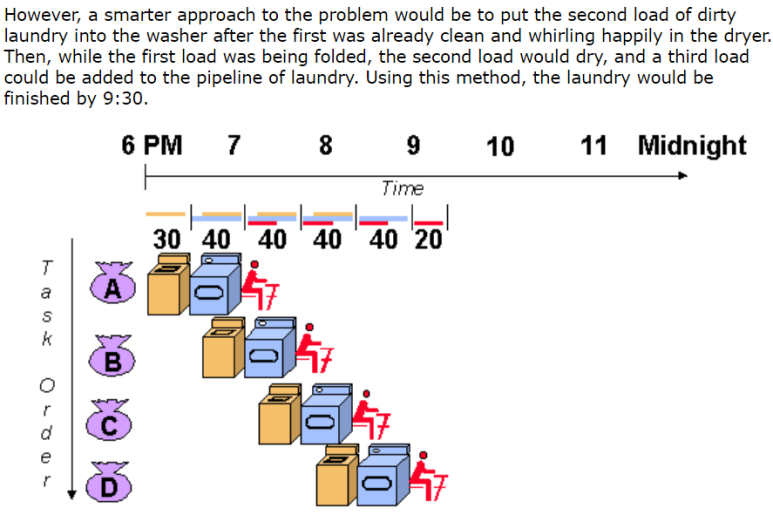 However, a smarter approach to the problem would be to put the second load of dirty
laundry into the washer after the first was already clean and whirling happily in the dryer.
Then, while the first load was being folded, the second load would dry, and a third load
could be added to the pipeline of laundry. Using this method, the laundry would be
finished by 9:30.
6 PM 7 8 9 10 11 Midnight
Time
30 40 40 40 40 20
Task Order
A
B
C
D